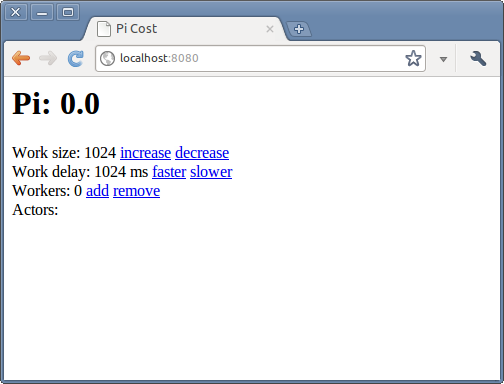 Pi Cost
localhost:8080
Pi: 0.0
Work size: 1024 increase decrease
Work delay: 1024 ms faster slower
Workers: 0 add remove
Actors: